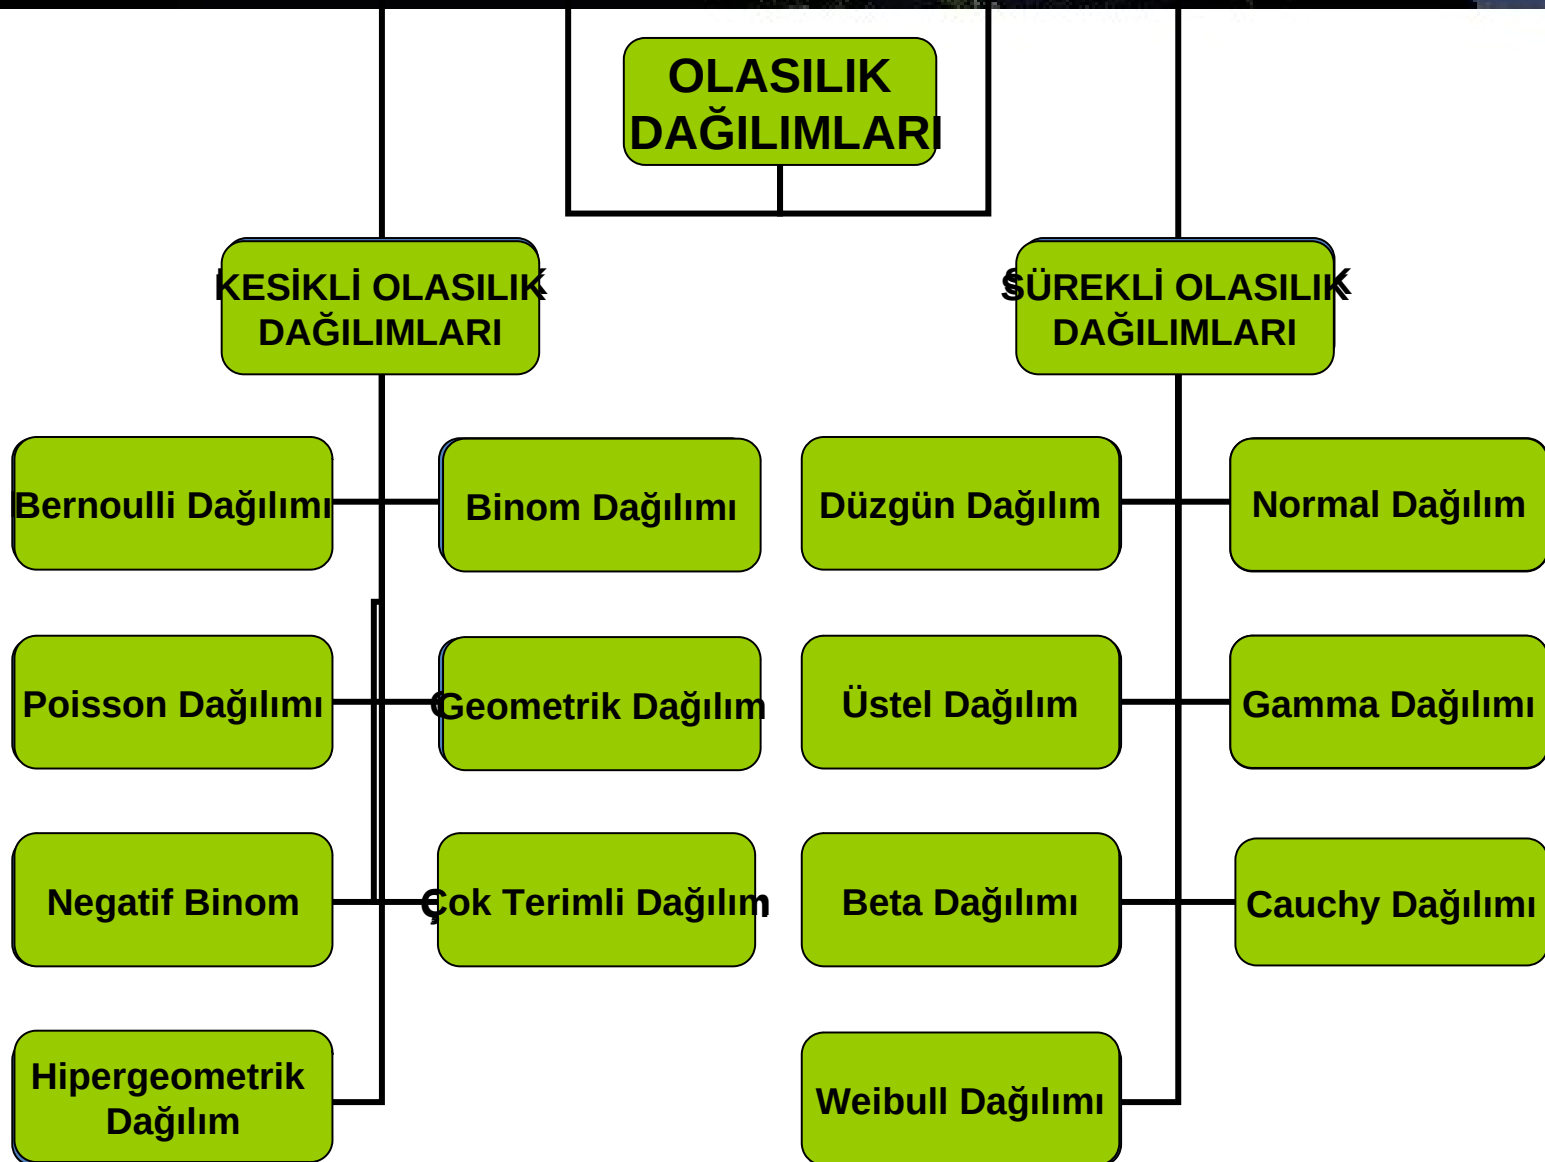 OLASILIK
DAĞILIMLARI
KESİKLİ OLASILIK
DAĞILIMLARI
SÜREKLİ OLASILIK
DAĞILIMLARI
Bernoulli Dağılımı
Binom Dağılımı
Düzgün Dağılım
Normal Dağılım
Poisson Dağılımı
Geometrik Dağılım
Üstel Dağılım
Gamma Dağılımı
Negatif Binom
Çok Terimli Dağılım
Beta Dağılımı
Cauchy Dağılımı
Hipergeometrik
Dağılım
Weibull Dağılımı